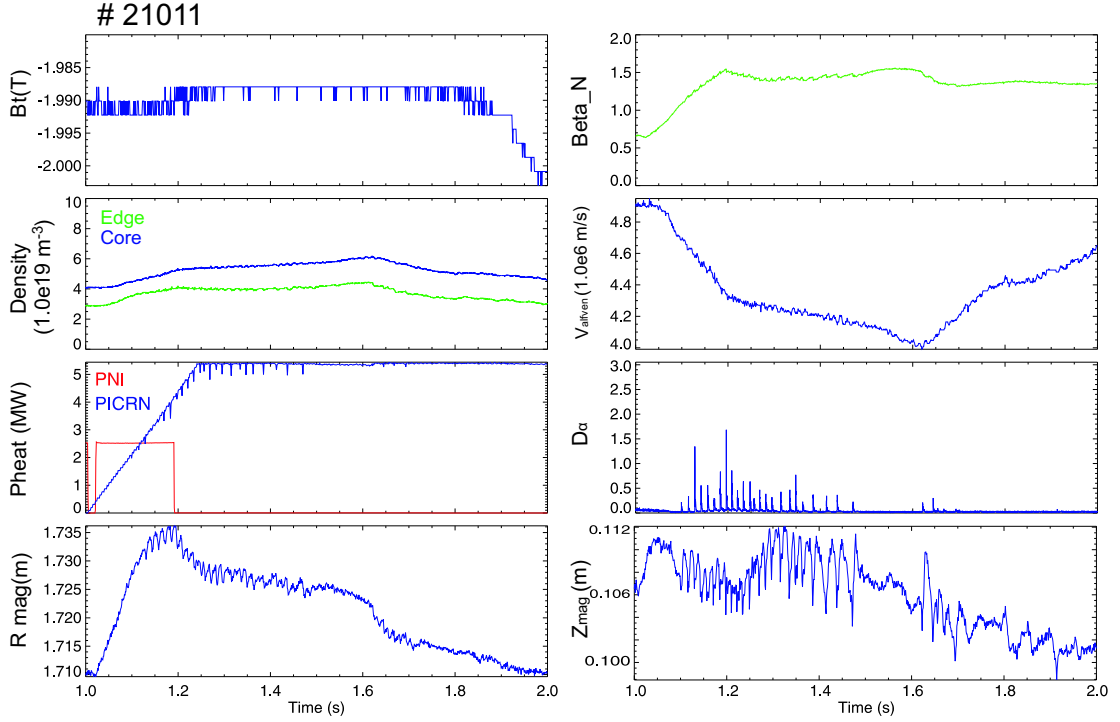 # 21011
Bt(T)
-1.985
-1.990
-1.995
-2.000
Beta_N
2.0
1.5
1.0
0.5
0.0
Density
(1.0e19 m-3)
10
8
6
4
2
0
Edge
Core
Valfven (1.0e6 m/s)
4.8
4.6
4.4
4.2
4.0
Pheat (MW)
5
4
3
2
1
0
PNI
PICRN
Dα
3.0
2.5
2.0
1.5
1.0
0.5
0.0
R mag(m)
1.735
1.730
1.725
1.720
1.715
1.710
1.0 1.2 1.4 1.6 1.8 2.0
Time (s)
Zmag (m)
0.112
0.106
0.100
1.0 1.2 1.4 1.6 1.8 2.0
Time (s)